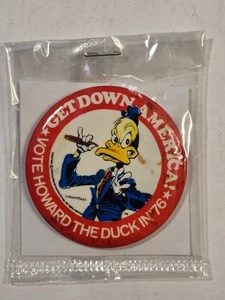 GET DOWN AMERICA!
VOTE HOWARD THE DUCK IN '76